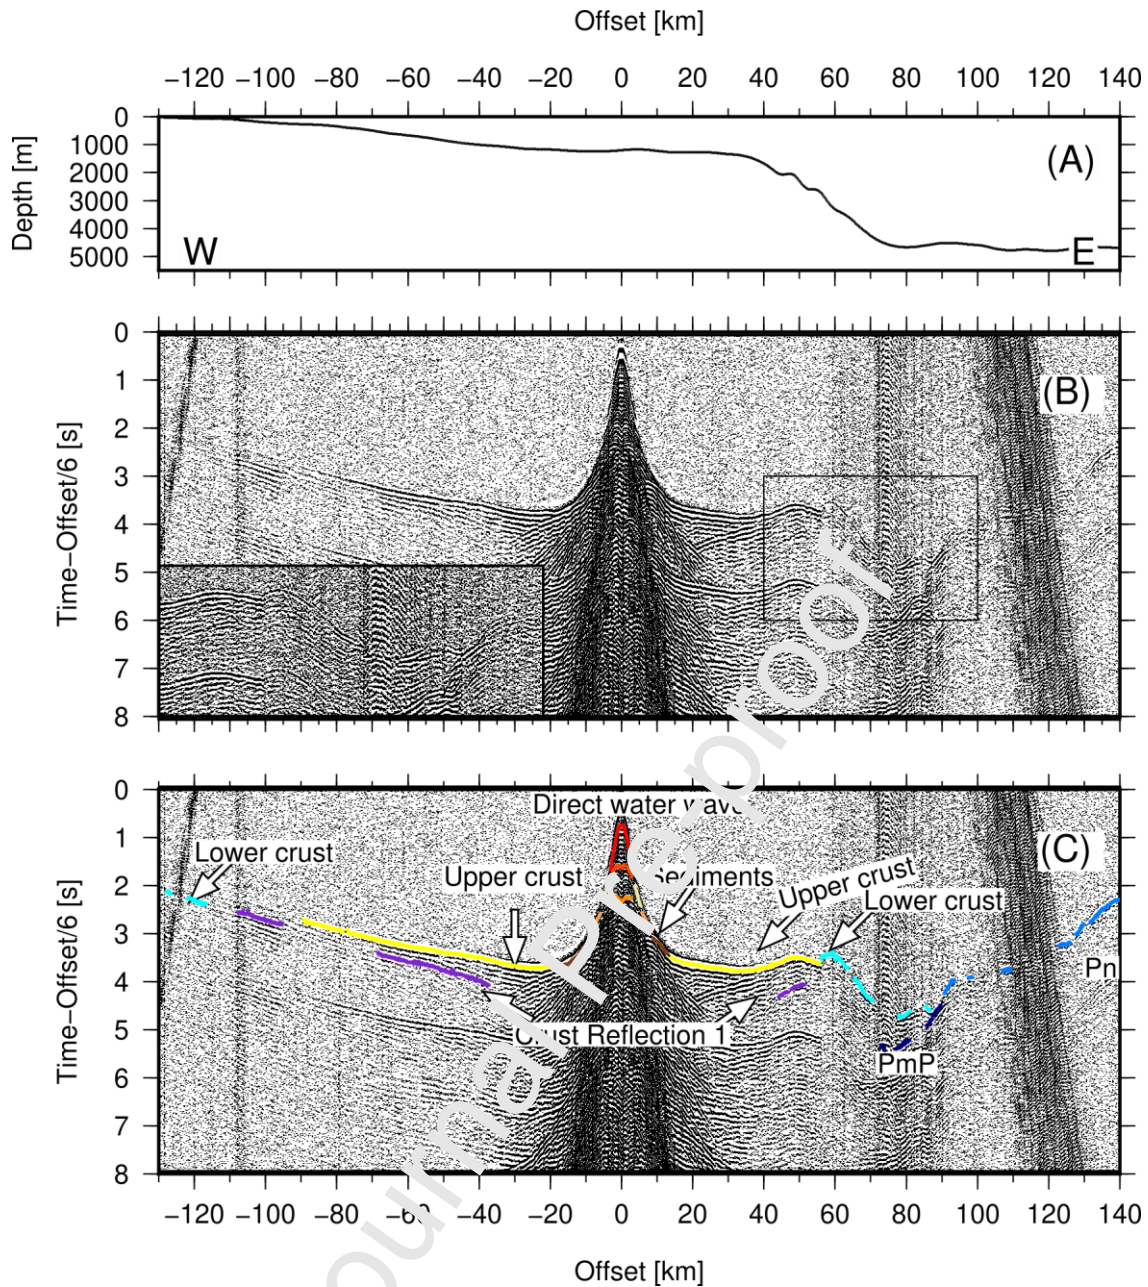 Offset [km]
−120 −100 −80 −60 −40 −20 0 20 40 60 80 100 120 140
Depth [m]
0
1000
2000
3000
4000
5000
(A)
W
E
Time−Offset/6 [s]
0
1
2
3
4
5
6
7
8
(B)
Time−Offset/6 [s]
0
1
2
3
4
5
6
7
8
Direct water wave
(C)
Lower crust
Upper crust
Sediments
Upper crust
Lower crust
Pn
Crust Reflection 1
PmP
−120 −100 −80 −60 −40 −20 0 20 40 60 80 100 120 140
Offset [km]
ournal Pre-proof